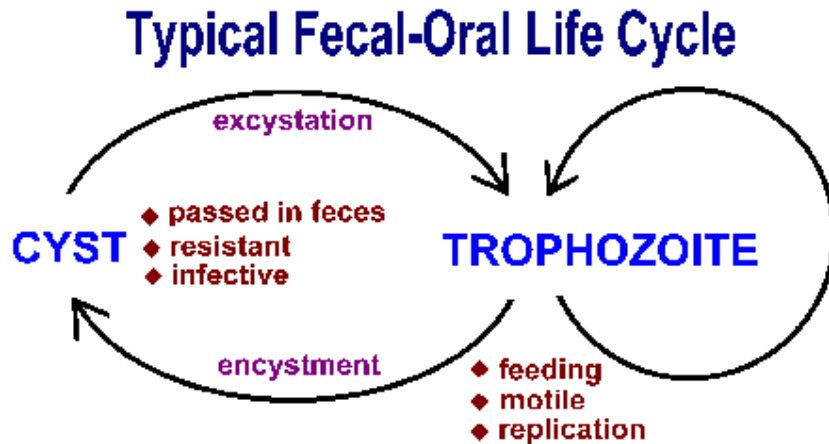 Typical Fecal-Oral Life Cycle
excystation
CYST
◆ passed in feces
◆ resistant
◆ infective
TROPHOZOITE
encystment
◆ feeding
◆ motile
◆ replication